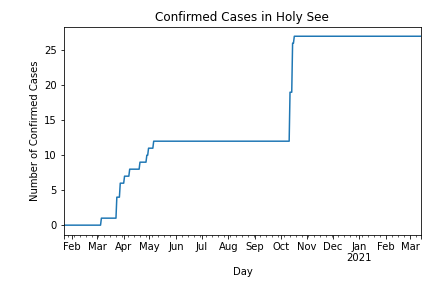 Confirmed Cases in Holy See
Number of Confirmed Cases
25
20
15
10
5
0
Feb Mar Apr May Jun Jul Aug Sep Oct Nov Dec Jan Feb Mar
2021
Day